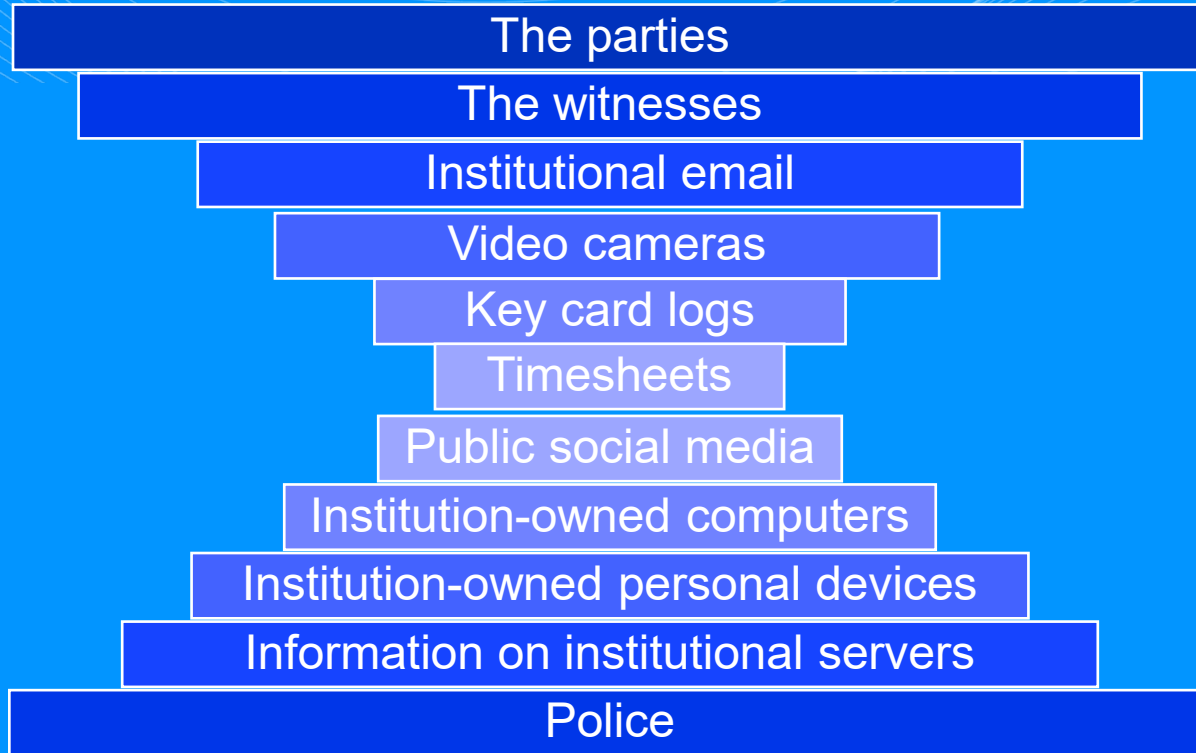 The parties
The witnesses
Institutional email
Video cameras
Key card logs
Timesheets
Public social media
Institution-owned computers
Institution-owned personal devices
Information on institutional servers
Police